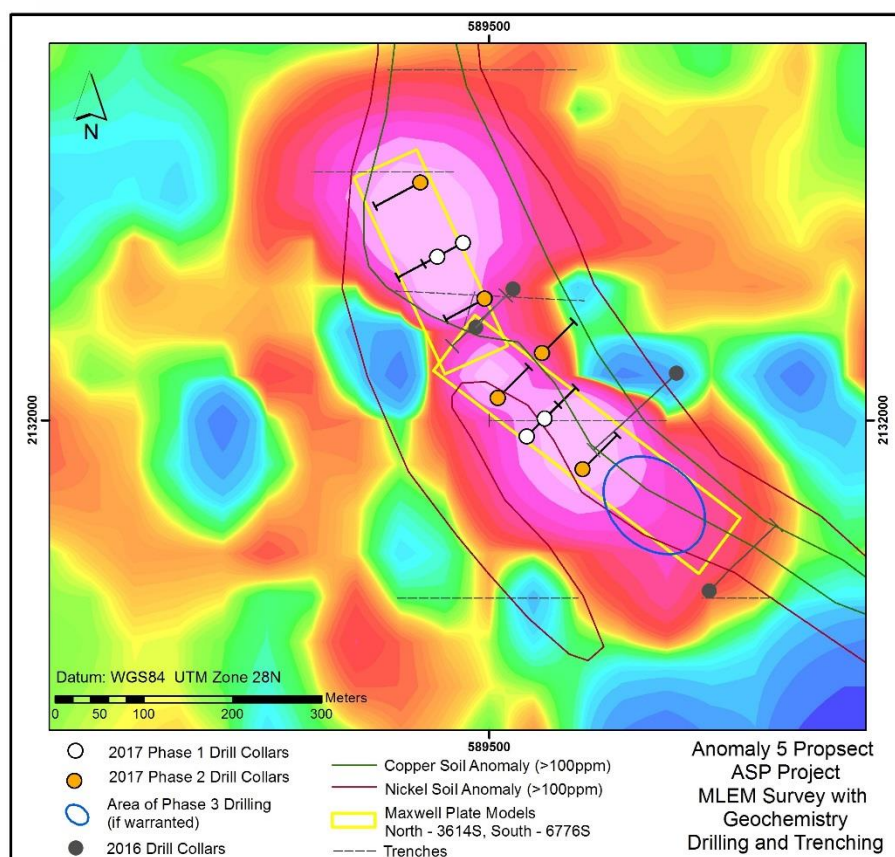 589500
N
2132000
2132000
Datum: WGS84 UTM Zone 28N
Meters
0 40 80 100 200 300
589500
2017 Phase 1 Drill Collars
2017 Phase 2 Drill Collars
Area of Phase 3 Drilling
(if warranted)
2016 Drill Collars
Copper Soil Anomaly (>100ppm)
Nickel Soil Anomaly (>100ppm)
Maxwell Plate Models
North - 3614S, South - 6776S
Trenches
Anomaly 5 Propsect
ASP Project
MLEM Survey with
Geochemistry
Drilling and Trenching